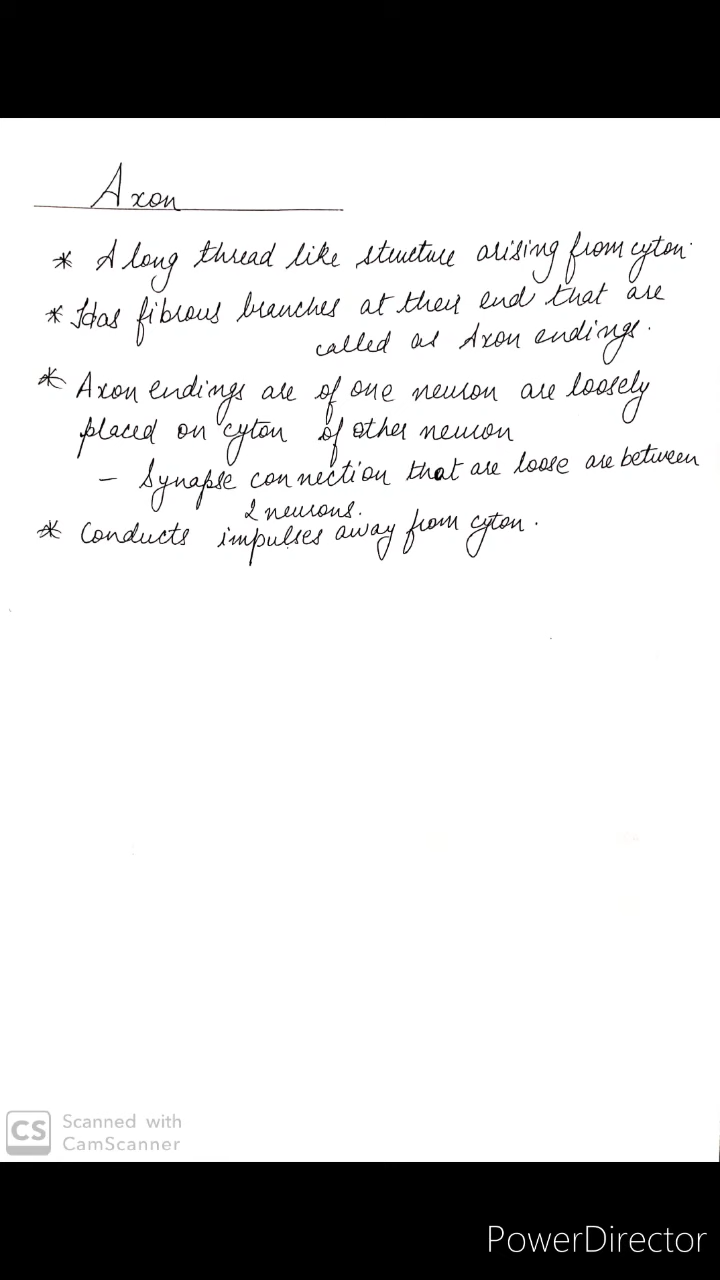 Axon
* A long thread like structure arising from cyton.
* Has fibrous branches at their end that are
called as Axon endings.
* Axon endings are of one neuron are loosely
placed on cyton of other neuron
- Synapse connection that are loose are between
2 neurons.
* Conducts impulses away from cyton.
CS Scanned with
CamScanner
PowerDirector